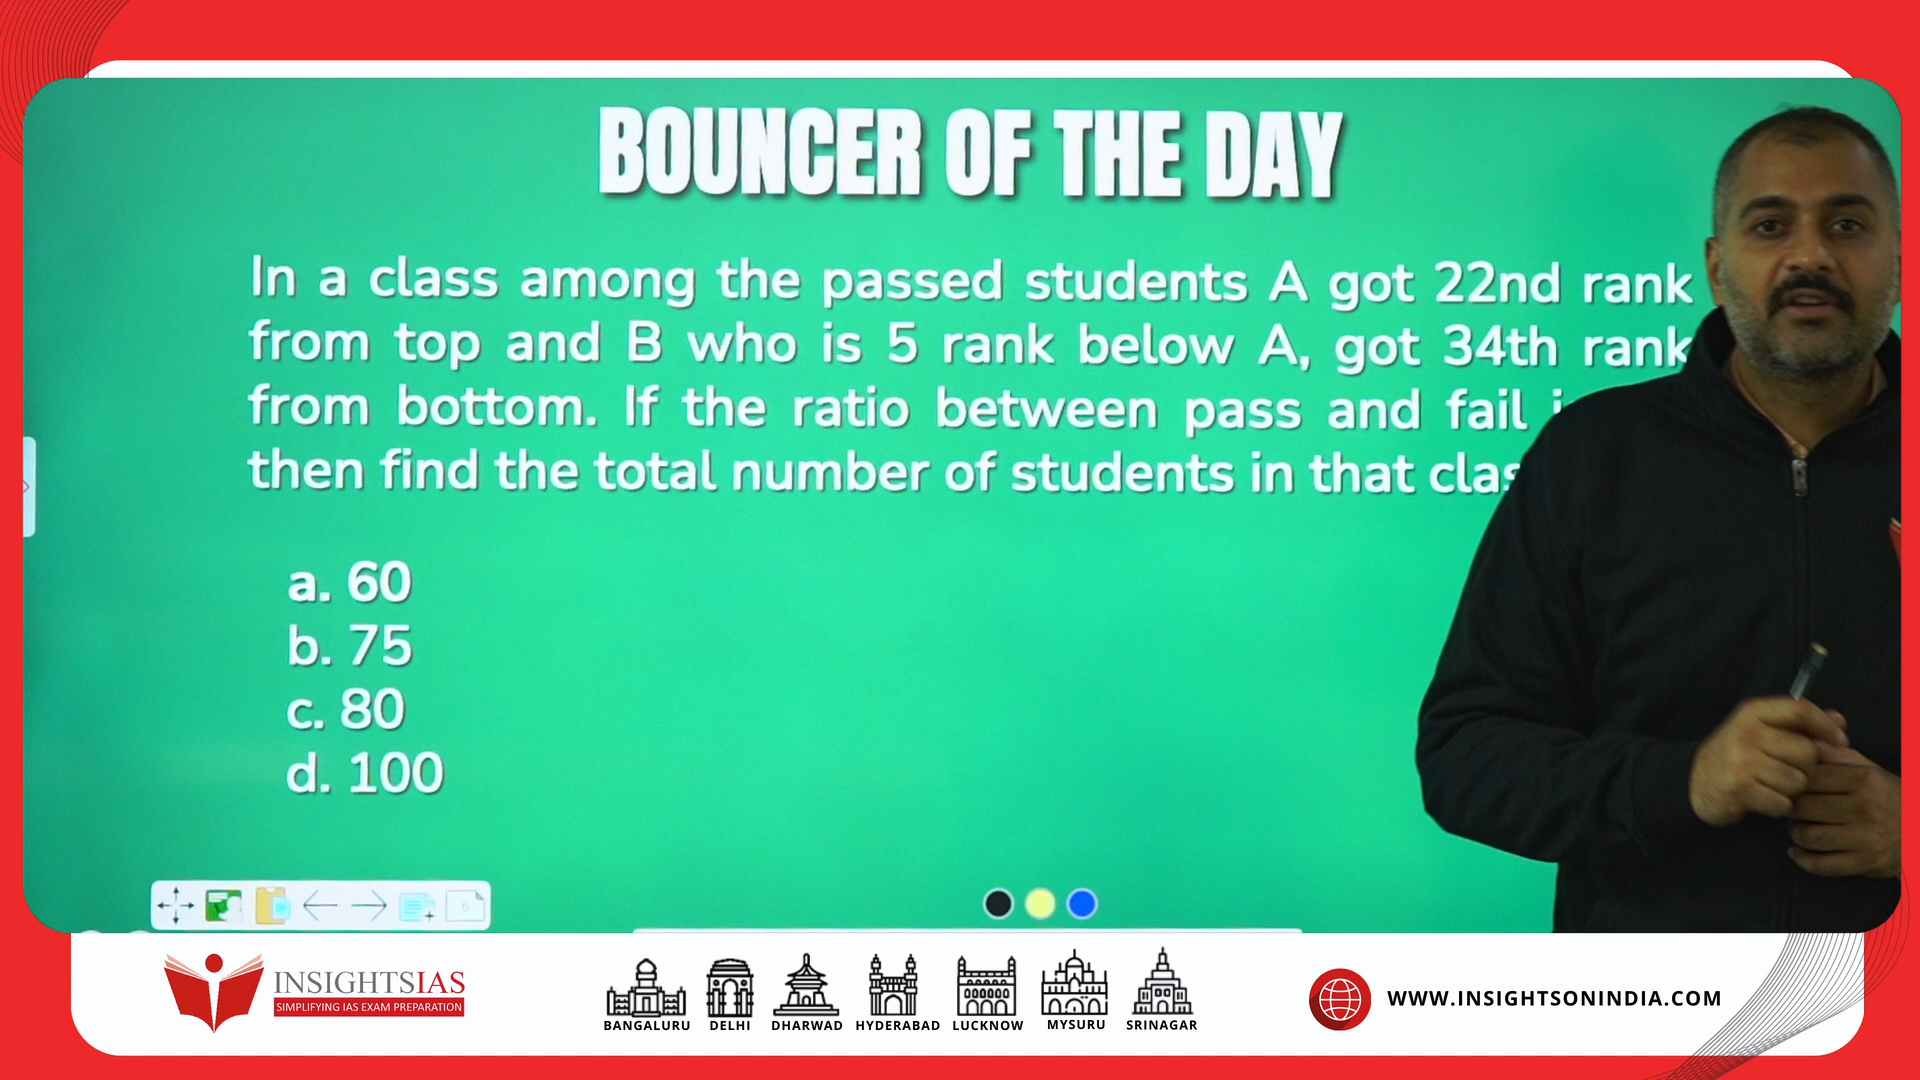 BOUNCER OF THE DAY
In a class among the passed students A got 22nd rank
from top and B who is 5 rank below A, got 34th rank
from bottom. If the ratio between pass and fail
then find the total number of students in that
a. 60
b. 75
c. 80
d. 100
6
INSIGHTSIAS
SIMPLIFYING IAS EXAM PREPARATION
BANGALURU DELHI DHARWAD HYDERABAD LUCKNOW MYSURU SRINAGAR
WWW.INSIGHTSONINDIA.COM